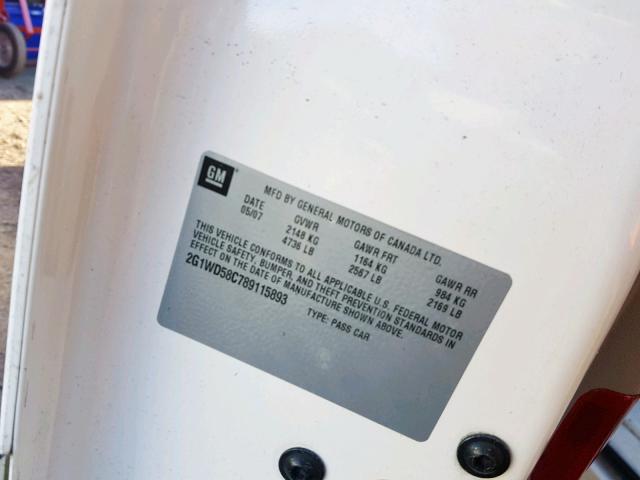 GM
MFD BY GENERAL MOTORS OF CANADA LTD.
DATE GVWR GAWR FRT GAWR RR
05/07 2148 KG 1164 KG 984 KG
4736 LB 2567 LB 2169 LB
THIS VEHICLE CONFORMS TO ALL APPLICABLE U.S. FEDERAL MOTOR
VEHICLE SAFETY, BUMPER, AND THEFT PREVENTION STANDARDS IN
EFFECT ON THE DATE OF MANUFACTURE SHOWN ABOVE.
2G1WD58C789115893
TYPE: PASS CAR